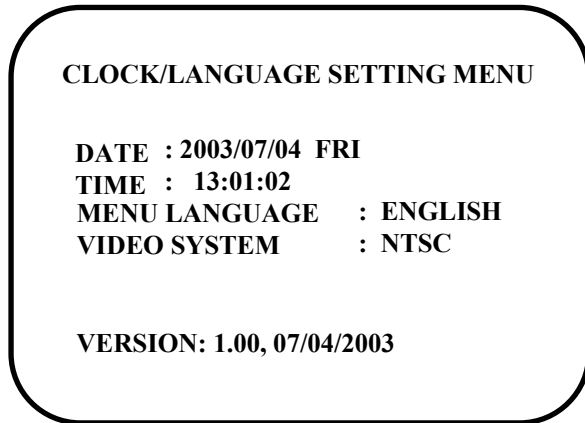 CLOCK/LANGUAGE SETTING MENU
DATE : 2003/07/04 FRI
TIME : 13:01:02
MENU LANGUAGE : ENGLISH
VIDEO SYSTEM : NTSC
VERSION: 1.00, 07/04/2003